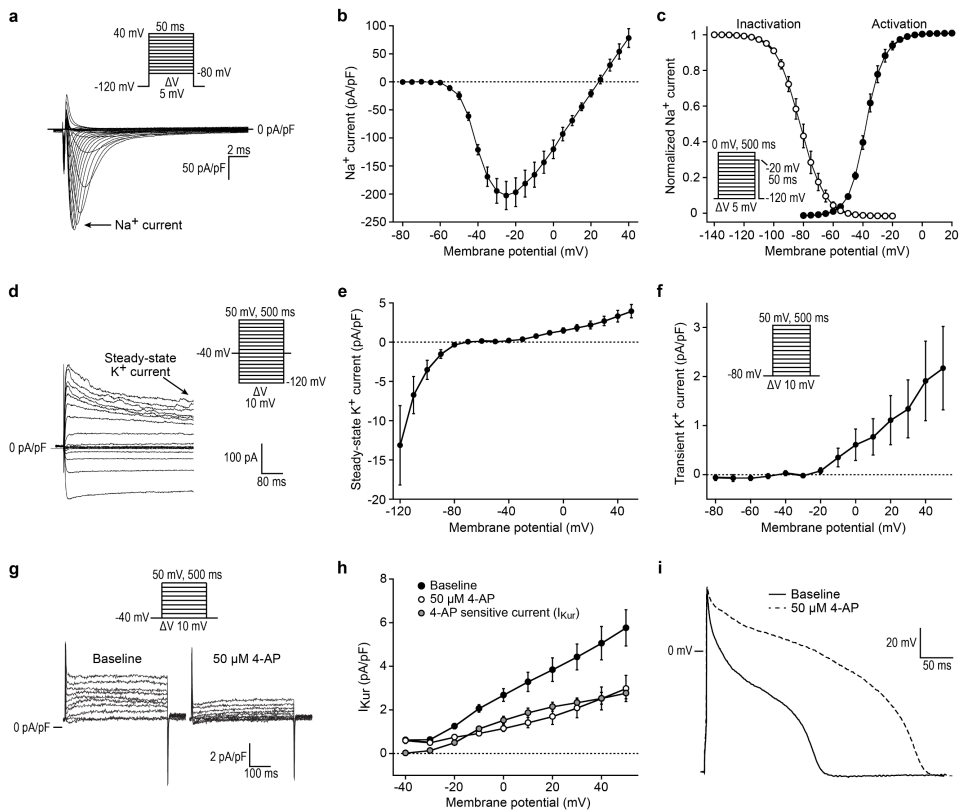 a
40 mV
50 ms
-120 mV
ΔV
5 mV
-80 mV
0 pA/pF
2 ms
50 pA/pF
Na+ current
b
Na+ current (pA/pF)
100
50
0
-50
-100
-150
-200
-250
-80 -60 -40 -20 0 20 40
Membrane potential (mV)
c
Inactivation
Activation
Normalized Na+ current
1
0.8
0.6
0.4
0.2
0
0 mV, 500 ms
-20 mV
50 ms
-120 mV
ΔV 5 mV
-140 -120 -100 -80 -60 -40 -20 0 20
Membrane potential (mV)
d
50 mV, 500 ms
-40 mV
-120 mV
ΔV
10 mV
Steady-state
K+ current
0 pA/pF
100 pA
80 ms
e
Steady-state K+ current (pA/pF)
5
0
-5
-10
-15
-20
-120 -80 -40 0 40
Membrane potential (mV)
f
50 mV, 500 ms
-80 mV
ΔV 10 mV
Transient K+ current (pA/pF)
3
2
1
0
-80 -60 -40 -20 0 20 40
Membrane potential (mV)
g
50 mV, 500 ms
-40 mV
ΔV 10 mV
Baseline
50 µM 4-AP
0 pA/pF
2 pA/pF
100 ms
h
Baseline
50 µM 4-AP
4-AP sensitive current (IKur)
IKur (pA/pF)
8
6
4
2
0
-40 -20 0 20 40
Membrane potential (mV)
i
Baseline
50 µM 4-AP
0 mV
20 mV
50 ms